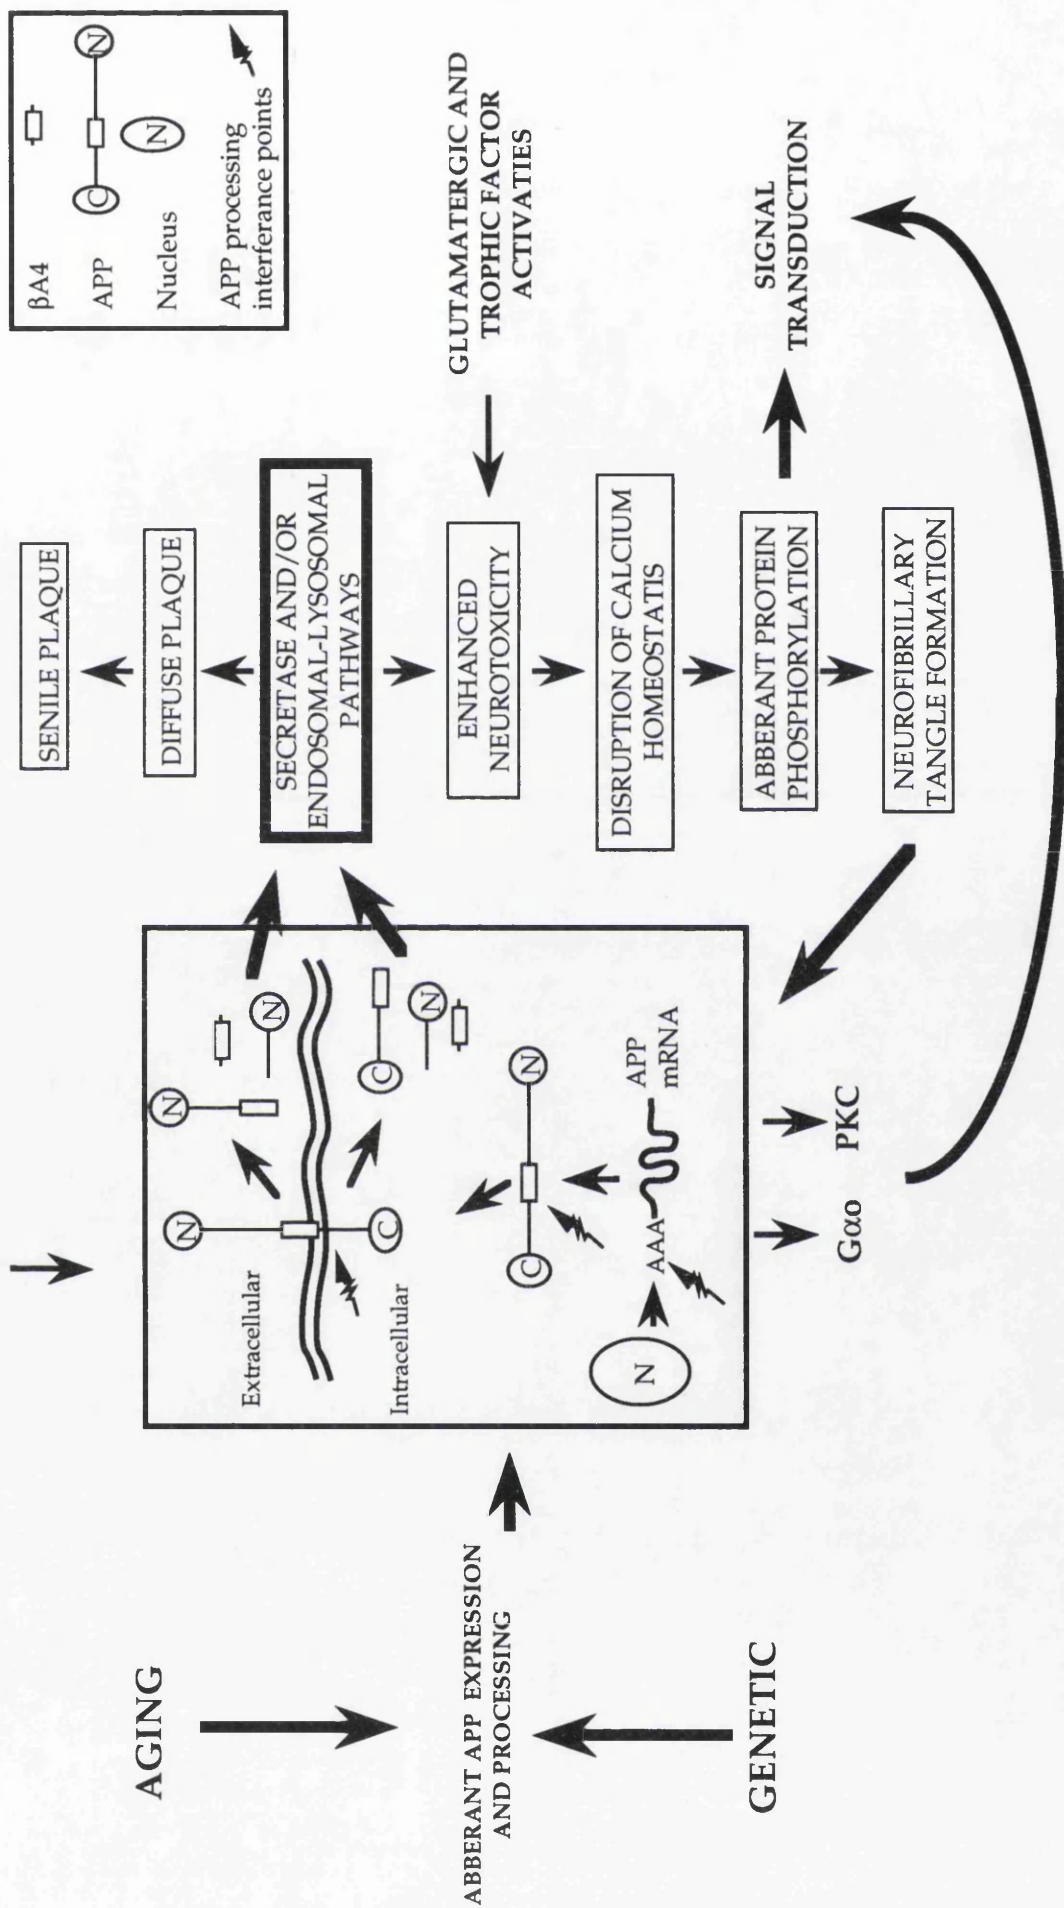 βA4
APP
C
N
Nucleus
N
APP processing
interferance points
SENILE PLAQUE
DIFFUSE PLAQUE
SECRETASE AND/OR
ENDOSOMAL-LYSOSOMAL
PATHWAYS
GLUTAMATERGIC AND
TROPHIC FACTOR
ACTIVATIES
ENHANCED
NEUROTOXICITY
DISRUPTION OF CALCIUM
HOMEOSTATIS
ABBERANT PROTEIN
PHOSPHORYLATION
SIGNAL
TRANSDUCTION
NEUROFIBRILLARY
TANGLE FORMATION
AGING
ABBERANT APP EXPRESSION
AND PROCESSING
GENETIC
N
N
N
Extracellular
C
Intracellular
C
N
C
N
N
AAA
APP
mRNA
Gαo
PKC